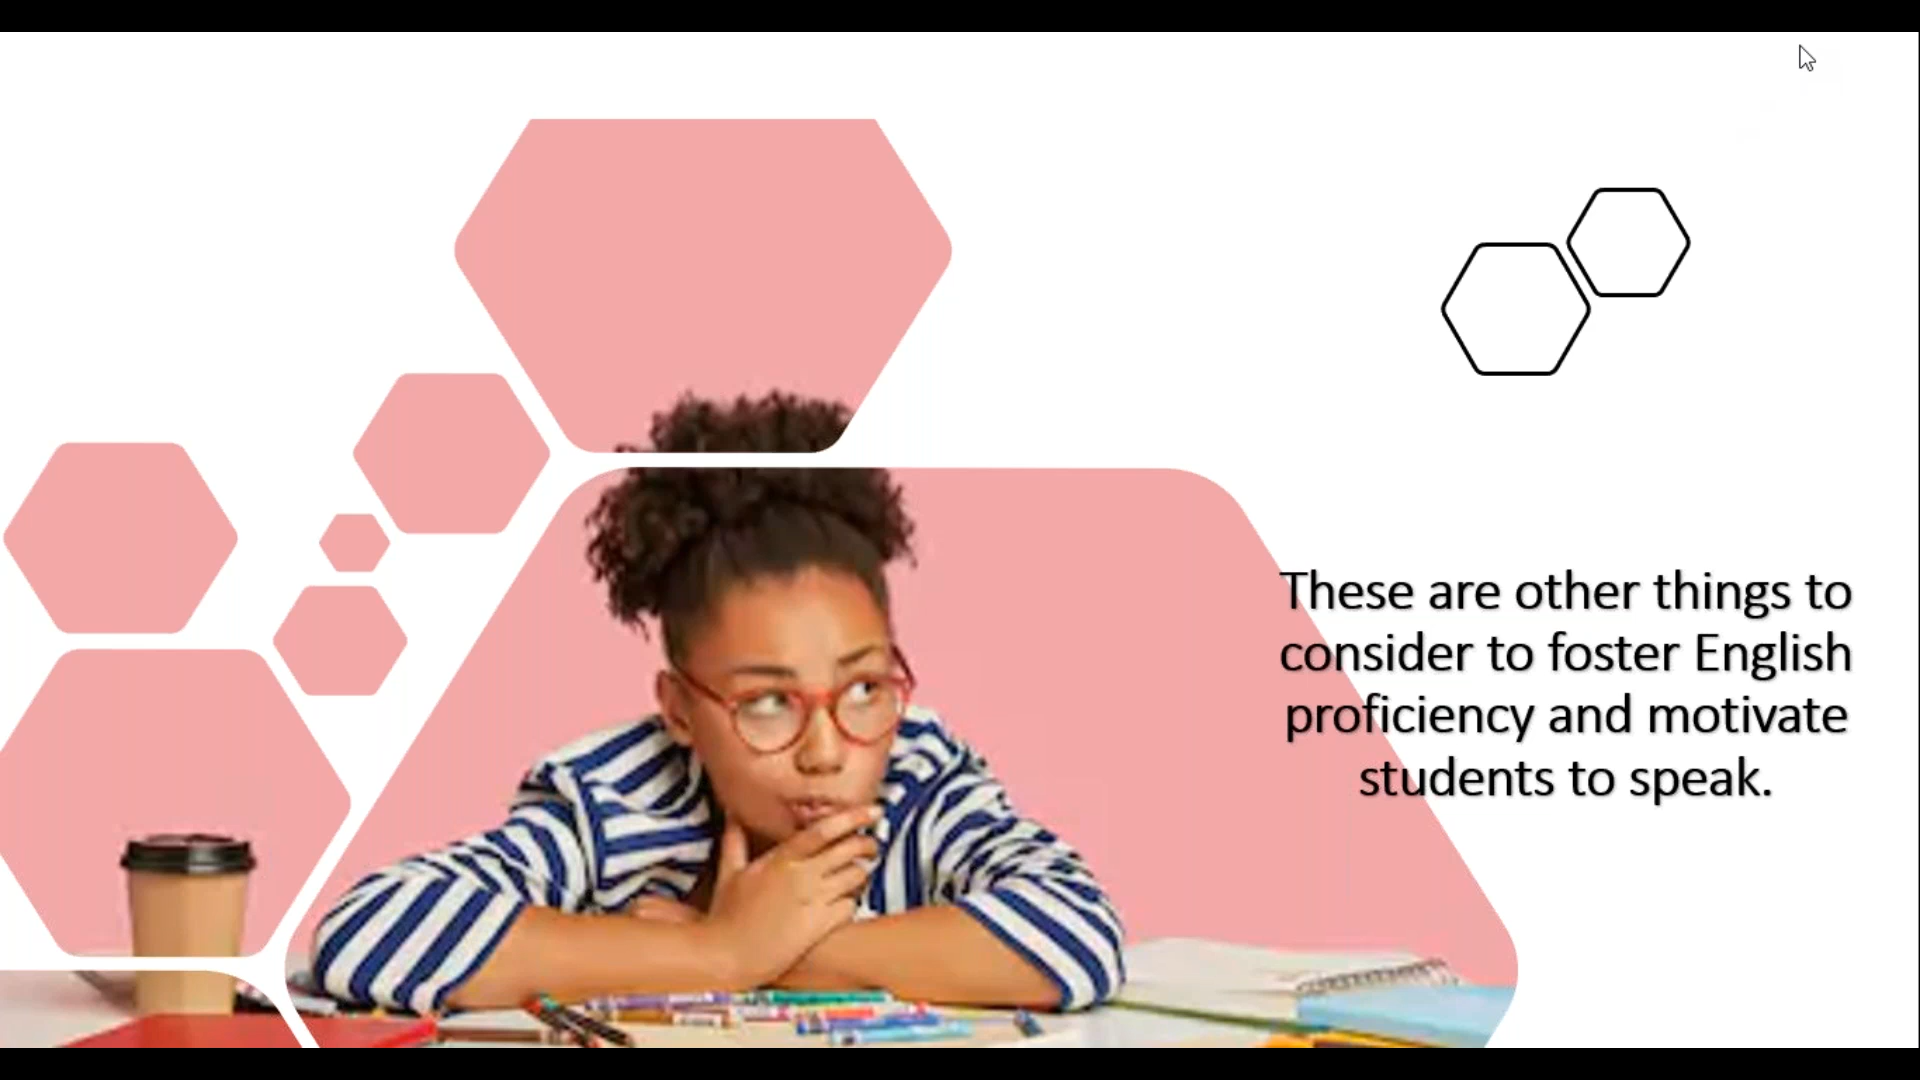 These are other things to
consider to foster English
proficiency and motivate
students to speak.